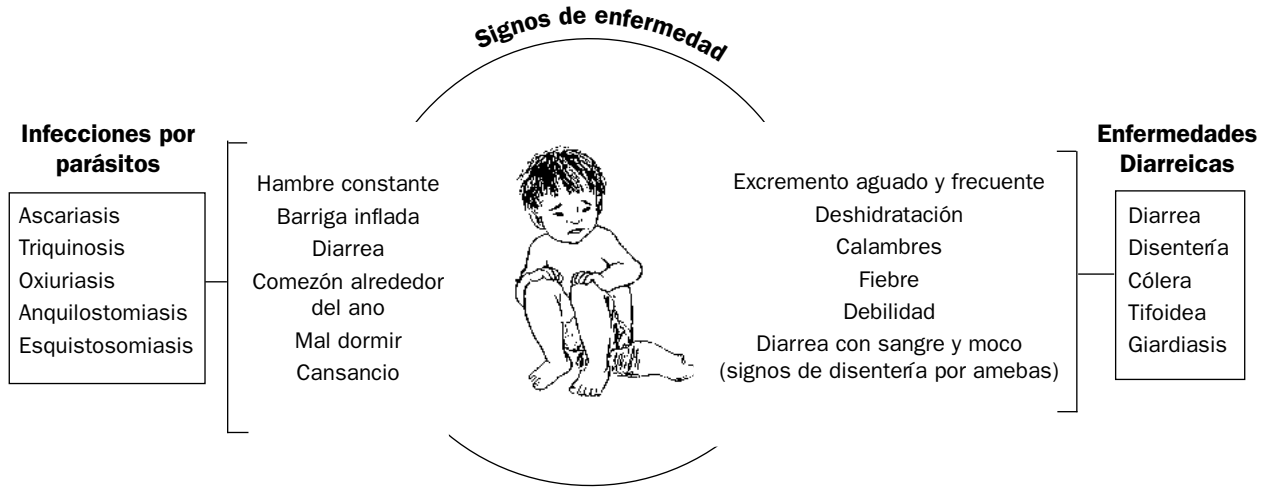 Signos de enfermedad
Infecciones por
parásitos
Ascariasis
Triquinosis
Oxiuriasis
Anquilostomiasis
Esquistosomiasis
Hambre constante
Barriga inflada
Diarrea
Comezón alrededor
del ano
Mal dormir
Cansancio
Excremento aguado y frecuente
Deshidratación
Calambres
Fiebre
Debilidad
Diarrea con sangre y moco
(signos de disentería por amebas)
Enfermedades
Diarreicas
Diarrea
Disentería
Cólera
Tifoidea
Giardiasis